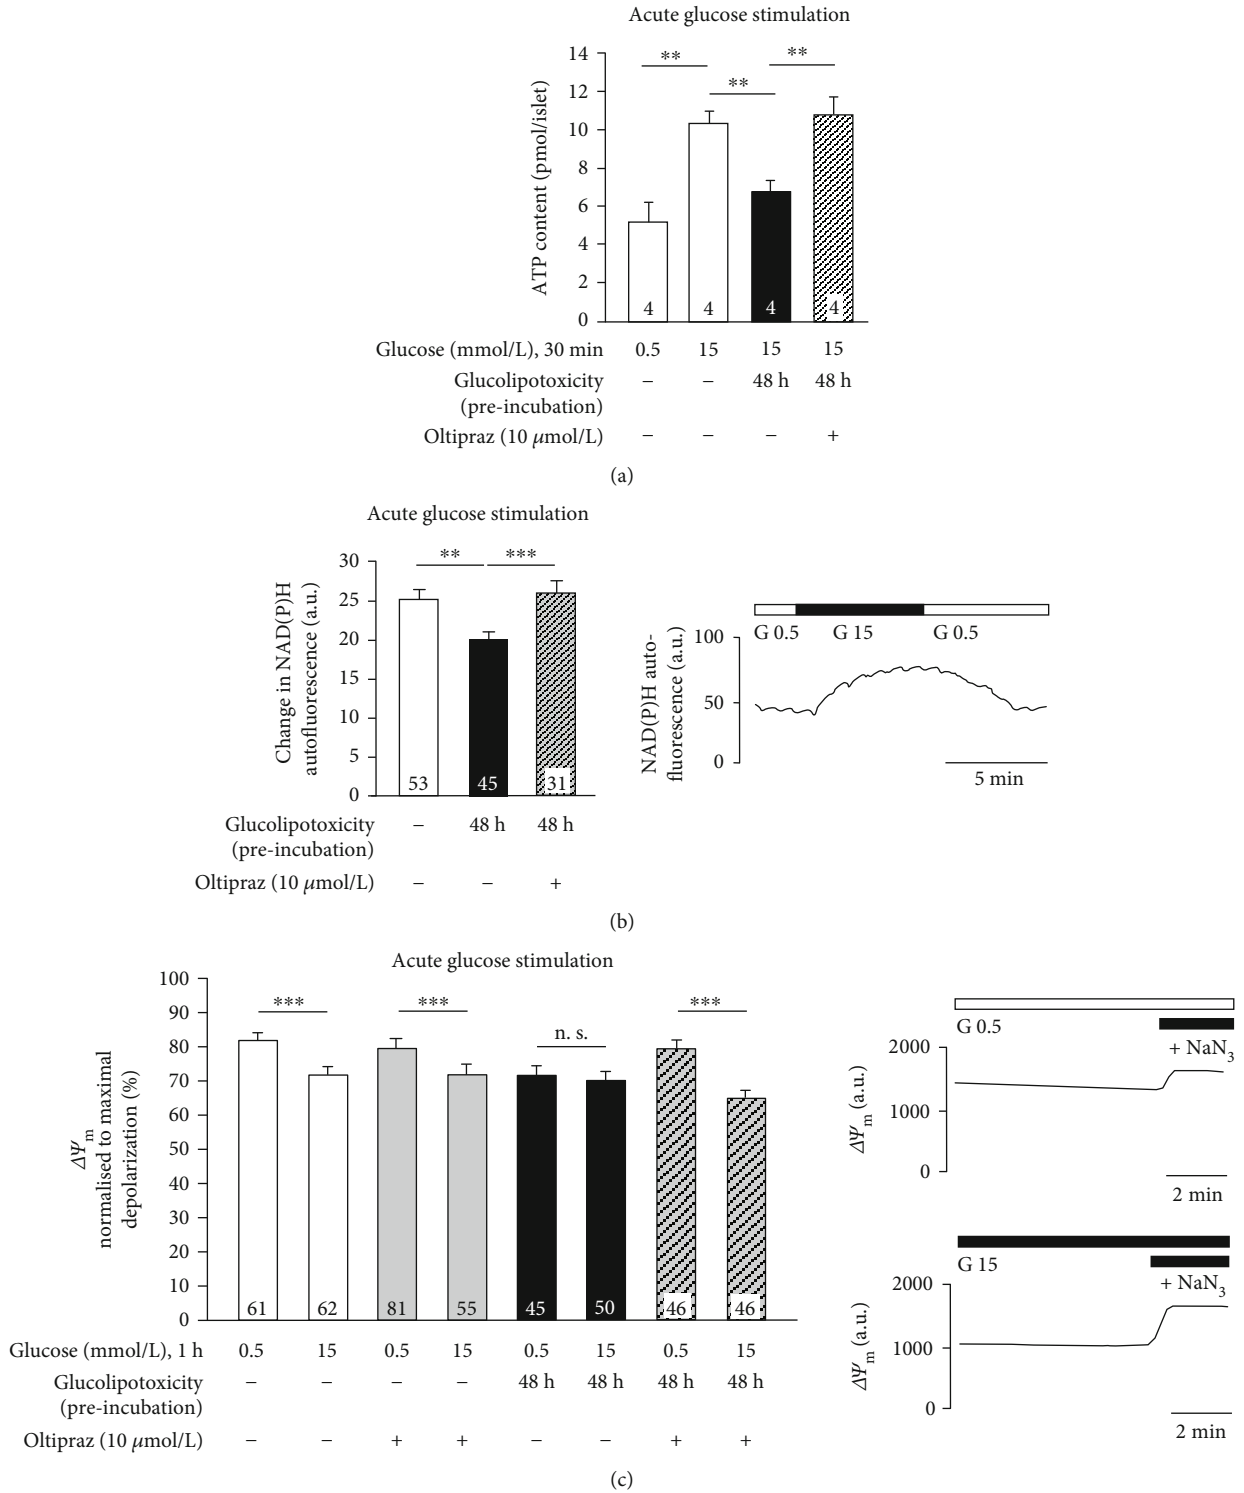 Acute glucose stimulation
ATP content (pmol/islet)
14
12
10
8
6
4
2
0
** ** **
4 4 4 4
Glucose (mmol/L), 30 min 0.5 15 15 15
Glucolipotoxicity − − 48 h 48 h
(pre-incubation)
Oltipraz (10 μmol/L) − − − +
(a)
Acute glucose stimulation
Change in NAD(P)H
autofluorescence (a.u.)
30
25
20
15
10
5
0
** ***
53 45 31
Glucolipotoxicity − 48 h 48 h
(pre-incubation)
Oltipraz (10 μmol/L) − − +
NAD(P)H auto-
fluorescence (a.u.)
100
50
0
G 0.5 G 15 G 0.5
5 min
(b)
Acute glucose stimulation
ΔΨm
normalised to maximal
depolarization (%)
100
90
80
70
60
50
40
30
20
10
0
*** *** n. s. ***
61 62 81 55 45 50 46 46
Glucose (mmol/L), 1 h 0.5 15 0.5 15 0.5 15 0.5 15
Glucolipotoxicity − − − − 48 h 48 h 48 h 48 h
(pre-incubation)
Oltipraz (10 μmol/L) − − + + − − + +
G 0.5
+ NaN3
ΔΨm (a.u.)
2000
1000
0
2 min
G 15
+ NaN3
ΔΨm (a.u.)
2000
1000
0
2 min
(c)